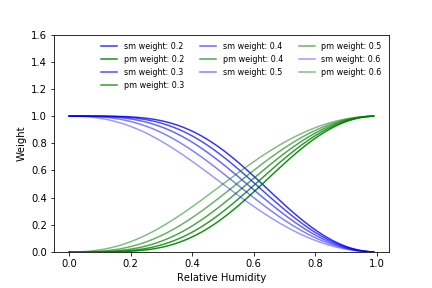 1.6
1.4
1.2
1.0
0.8
0.6
0.4
0.2
0.0
Weight
sm weight: 0.2
pm weight: 0.2
sm weight: 0.3
pm weight: 0.3
sm weight: 0.4
pm weight: 0.4
sm weight: 0.5
pm weight: 0.5
sm weight: 0.6
pm weight: 0.6
0.0 0.2 0.4 0.6 0.8 1.0
Relative Humidity